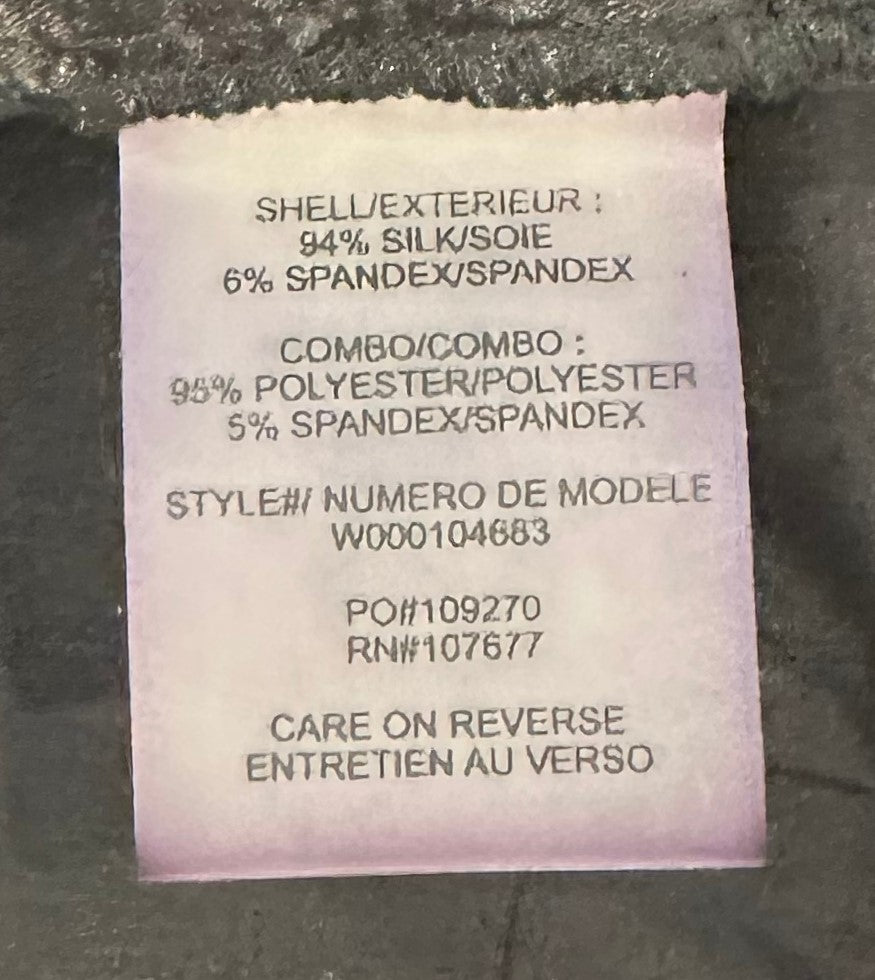 SHELL/EXTERIEUR :
94% SILK/SOIE
6% SPANDEX/SPANDEX
COMBO/COMBO :
95% POLYESTER/POLYESTER
5% SPANDEX/SPANDEX
STYLE#/ NUMERO DE MODELE
W000104683
PO#109270
RN#107677
CARE ON REVERSE
ENTRETIEN AU VERSO